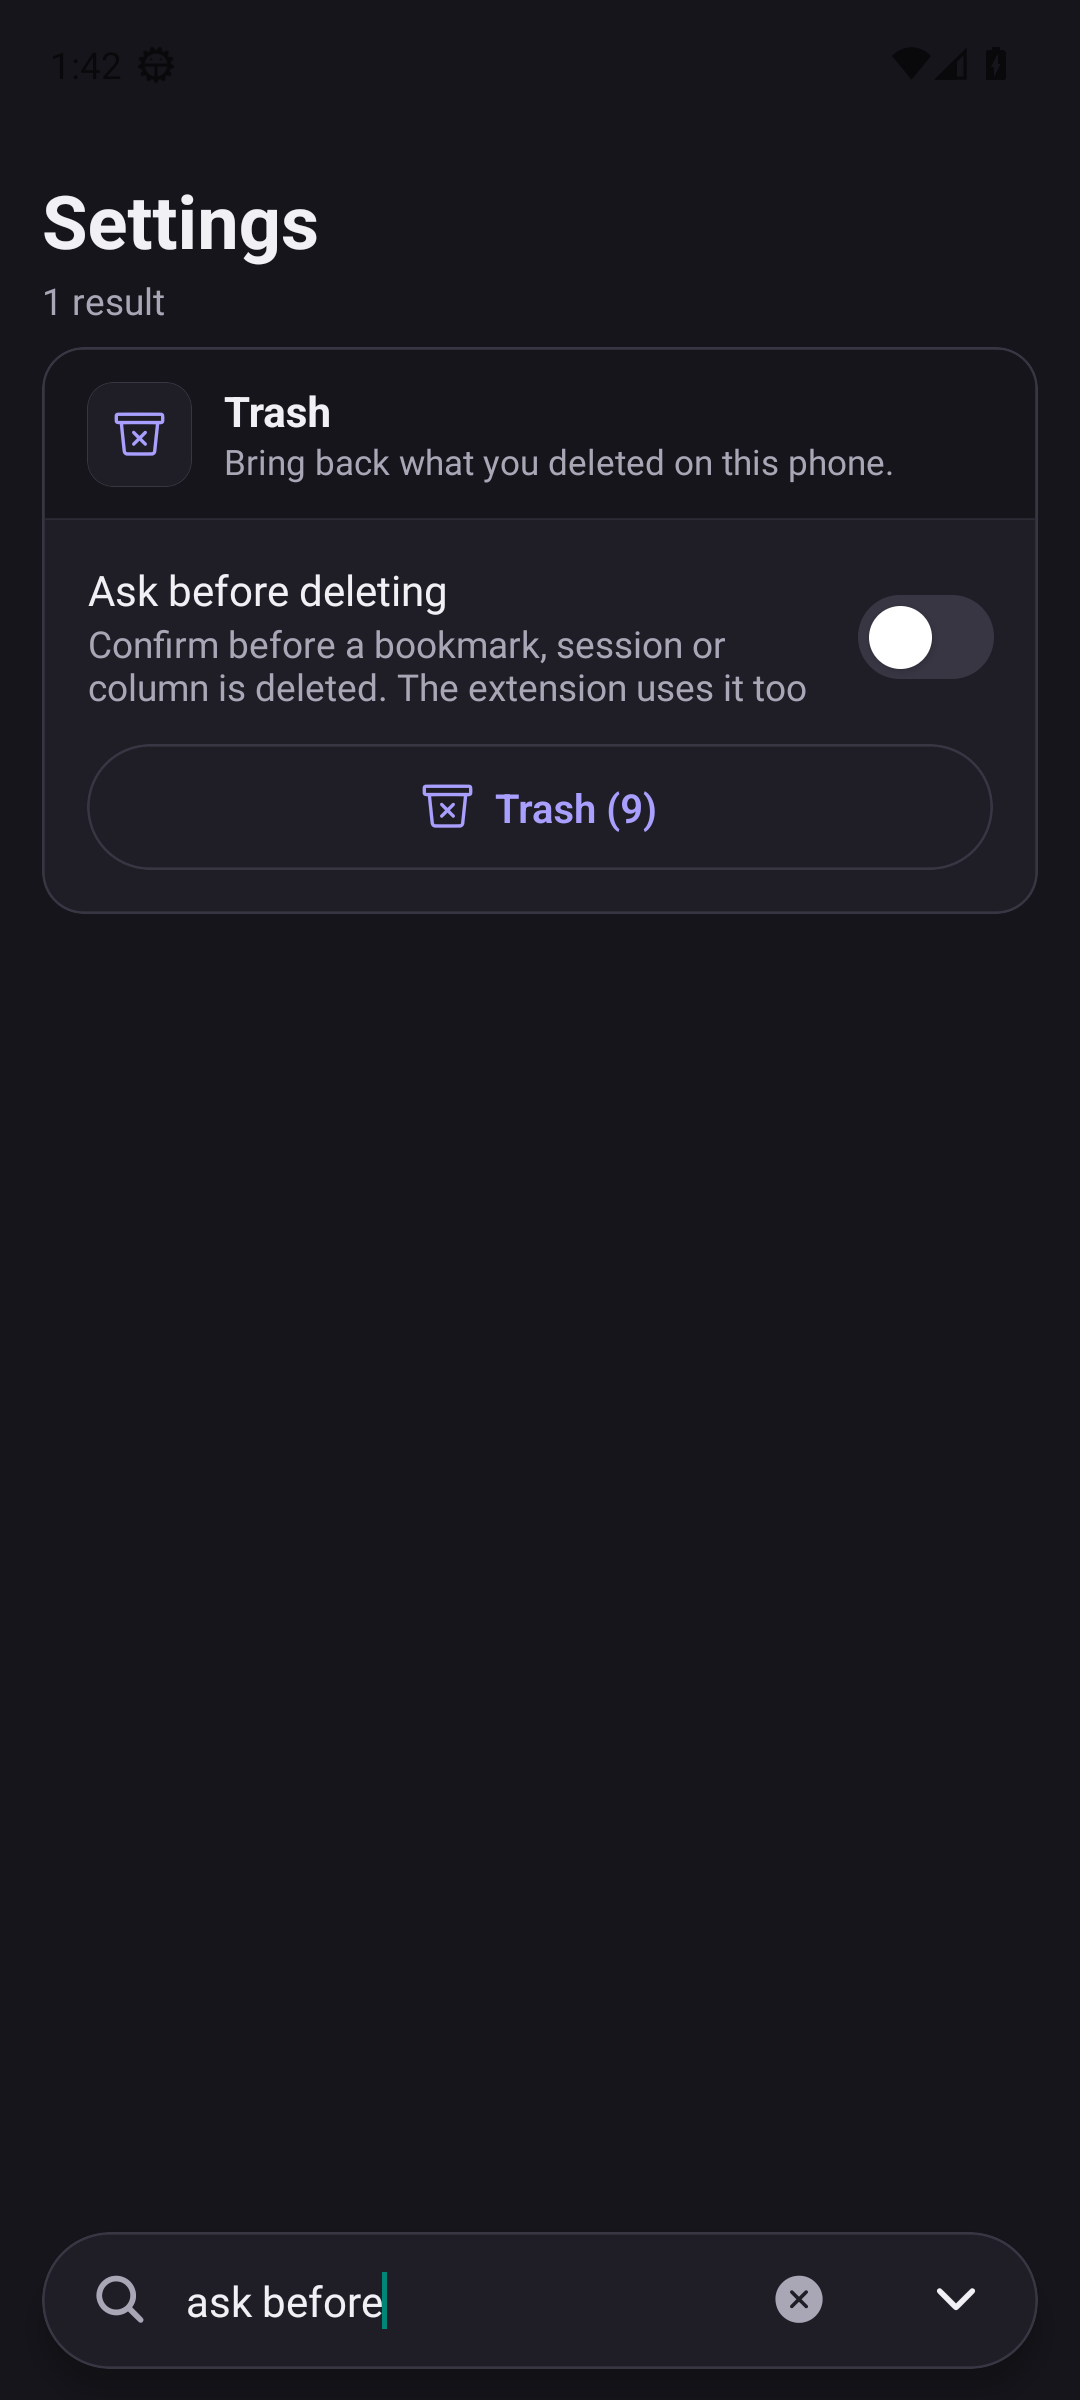 1:42
Settings
1 result
Trash
Bring back what you deleted on this phone.
Ask before deleting
Confirm before a bookmark, session or
column is deleted. The extension uses it too
Trash (9)
ask before